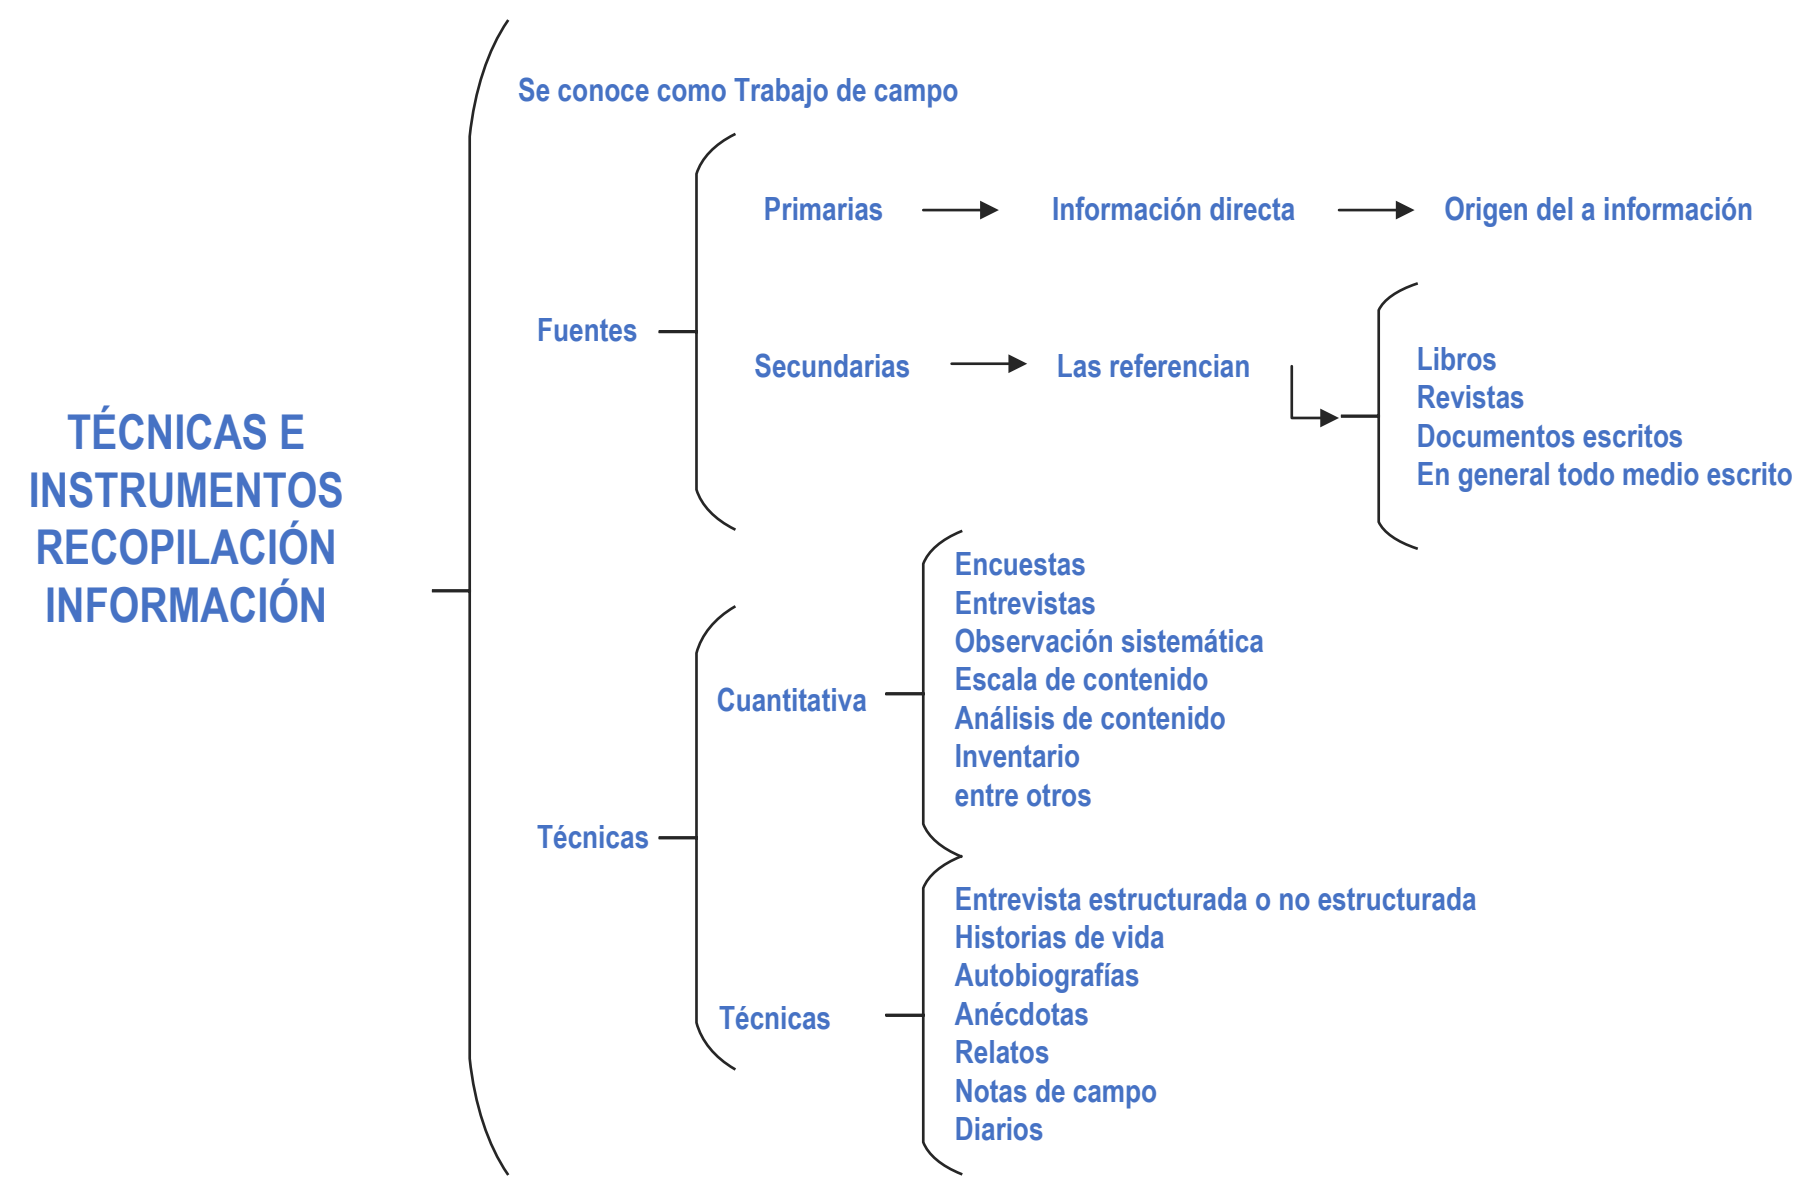 TÉCNICAS E
INSTRUMENTOS
RECOPILACIÓN
INFORMACIÓN
Se conoce como Trabajo de campo
Fuentes
Primarias
Información directa
Origen del a información
Secundarias
Las referencian
Libros
Revistas
Documentos escritos
En general todo medio escrito
Técnicas
Cuantitativa
Encuestas
Entrevistas
Observación sistemática
Escala de contenido
Análisis de contenido
Inventario
entre otros
Técnicas
Entrevista estructurada o no estructurada
Historias de vida
Autobiografías
Anécdotas
Relatos
Notas de campo
Diarios